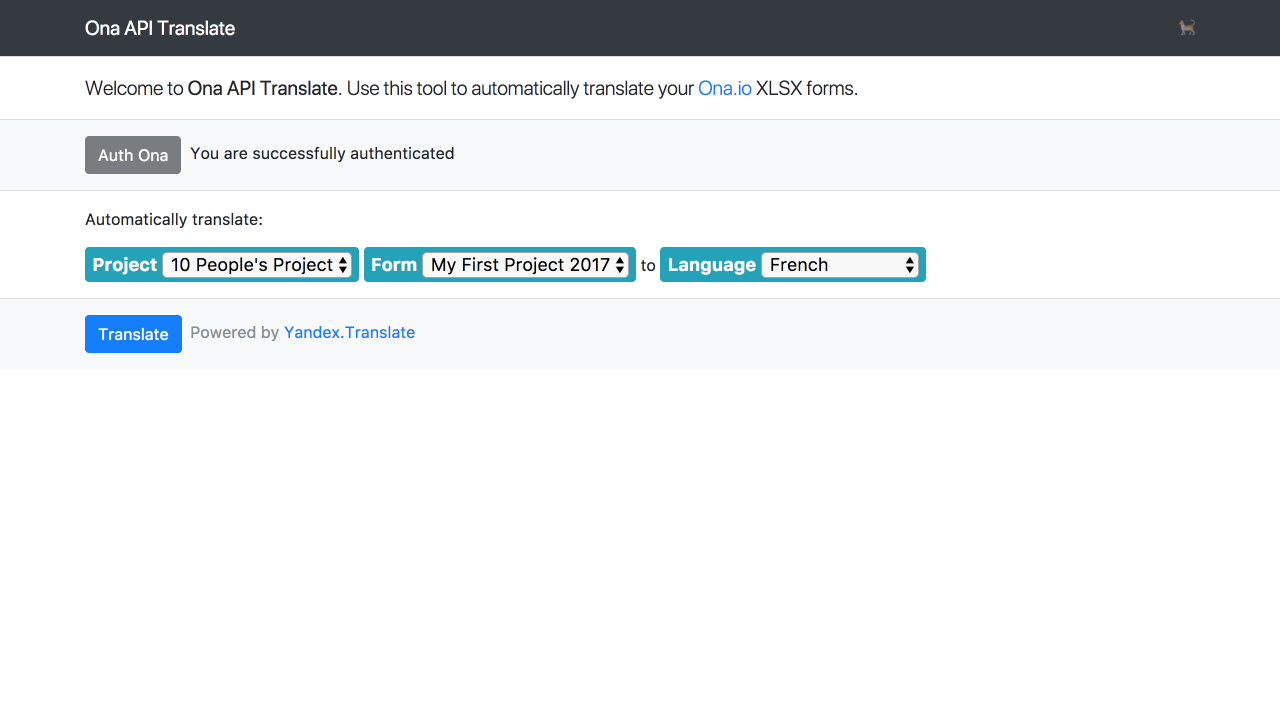 Ona API Translate
Welcome to Ona API Translate. Use this tool to automatically translate your Ona.io XLSX forms.
Auth Ona You are successfully authenticated
Automatically translate:
Project 10 People's Project Form My First Project 2017 to Language French
Translate Powered by Yandex.Translate